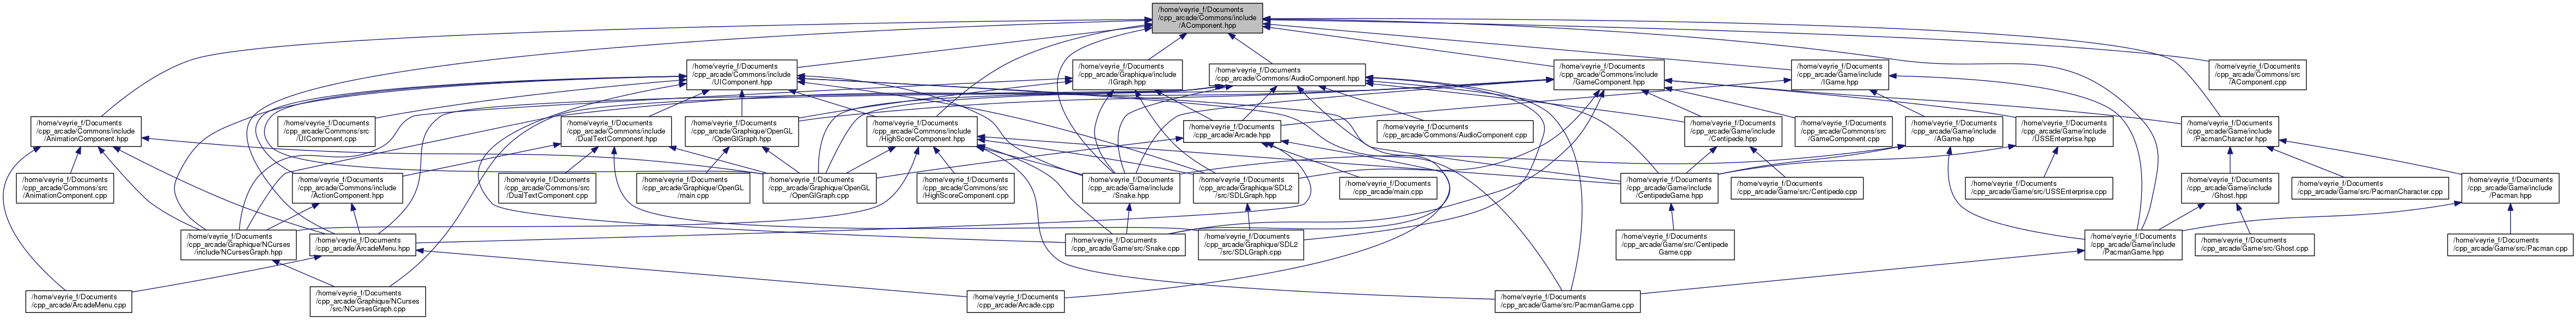 /home/veyrie_f/Documents
/cpp_arcade/Commons/include
/AComponent.hpp
/home/veyrie_f/Documents
/cpp_arcade/Commons/include
/UIComponent.hpp
/home/veyrie_f/Documents
/cpp_arcade/Graphique/include
/IGraph.hpp
/home/veyrie_f/Documents
/cpp_arcade/Commons/AudioComponent.hpp
/home/veyrie_f/Documents
/cpp_arcade/Commons/include
/GameComponent.hpp
/home/veyrie_f/Documents
/cpp_arcade/Game/include
/IGame.hpp
/home/veyrie_f/Documents
/cpp_arcade/Commons/src
/AComponent.cpp
/home/veyrie_f/Documents
/cpp_arcade/Commons/include
/AnimationComponent.hpp
/home/veyrie_f/Documents
/cpp_arcade/Commons/src
/UIComponent.cpp
/home/veyrie_f/Documents
/cpp_arcade/Commons/include
/DualTextComponent.hpp
/home/veyrie_f/Documents
/cpp_arcade/Graphique/OpenGL
/OpenGlGraph.hpp
/home/veyrie_f/Documents
/cpp_arcade/Commons/include
/HighScoreComponent.hpp
/home/veyrie_f/Documents
/cpp_arcade/Arcade.hpp
/home/veyrie_f/Documents
/cpp_arcade/Commons/AudioComponent.cpp
/home/veyrie_f/Documents
/cpp_arcade/Game/include
/Centipede.hpp
/home/veyrie_f/Documents
/cpp_arcade/Commons/src
/GameComponent.cpp
/home/veyrie_f/Documents
/cpp_arcade/Game/include
/AGame.hpp
/home/veyrie_f/Documents
/cpp_arcade/Game/include
/USSEnterprise.hpp
/home/veyrie_f/Documents
/cpp_arcade/Game/include
/PacmanCharacter.hpp
/home/veyrie_f/Documents
/cpp_arcade/Commons/src
/AnimationComponent.cpp
/home/veyrie_f/Documents
/cpp_arcade/Commons/include
/ActionComponent.hpp
/home/veyrie_f/Documents
/cpp_arcade/Commons/src
/DualTextComponent.cpp
/home/veyrie_f/Documents
/cpp_arcade/Graphique/OpenGL
/main.cpp
/home/veyrie_f/Documents
/cpp_arcade/Graphique/OpenGL
/OpenGlGraph.cpp
/home/veyrie_f/Documents
/cpp_arcade/Commons/src
/HighScoreComponent.cpp
/home/veyrie_f/Documents
/cpp_arcade/Game/include
/Snake.hpp
/home/veyrie_f/Documents
/cpp_arcade/Graphique/SDL2
/src/SDLGraph.hpp
/home/veyrie_f/Documents
/cpp_arcade/main.cpp
/home/veyrie_f/Documents
/cpp_arcade/Game/include
/CentipedeGame.hpp
/home/veyrie_f/Documents
/cpp_arcade/Game/src/Centipede.cpp
/home/veyrie_f/Documents
/cpp_arcade/Game/src/USSEnterprise.cpp
/home/veyrie_f/Documents
/cpp_arcade/Game/include
/Ghost.hpp
/home/veyrie_f/Documents
/cpp_arcade/Game/src/PacmanCharacter.cpp
/home/veyrie_f/Documents
/cpp_arcade/Game/include
/Pacman.hpp
/home/veyrie_f/Documents
/cpp_arcade/Graphique/NCurses
/include/NCursesGraph.hpp
/home/veyrie_f/Documents
/cpp_arcade/ArcadeMenu.hpp
/home/veyrie_f/Documents
/cpp_arcade/Game/src/Snake.cpp
/home/veyrie_f/Documents
/cpp_arcade/Graphique/SDL2
/src/SDLGraph.cpp
/home/veyrie_f/Documents
/cpp_arcade/Game/src/Centipede
Game.cpp
/home/veyrie_f/Documents
/cpp_arcade/Game/include
/PacmanGame.hpp
/home/veyrie_f/Documents
/cpp_arcade/Game/src/Ghost.cpp
/home/veyrie_f/Documents
/cpp_arcade/Game/src/Pacman.cpp
/home/veyrie_f/Documents
/cpp_arcade/ArcadeMenu.cpp
/home/veyrie_f/Documents
/cpp_arcade/Graphique/NCurses
/src/NCursesGraph.cpp
/home/veyrie_f/Documents
/cpp_arcade/Arcade.cpp
/home/veyrie_f/Documents
/cpp_arcade/Game/src/PacmanGame.cpp